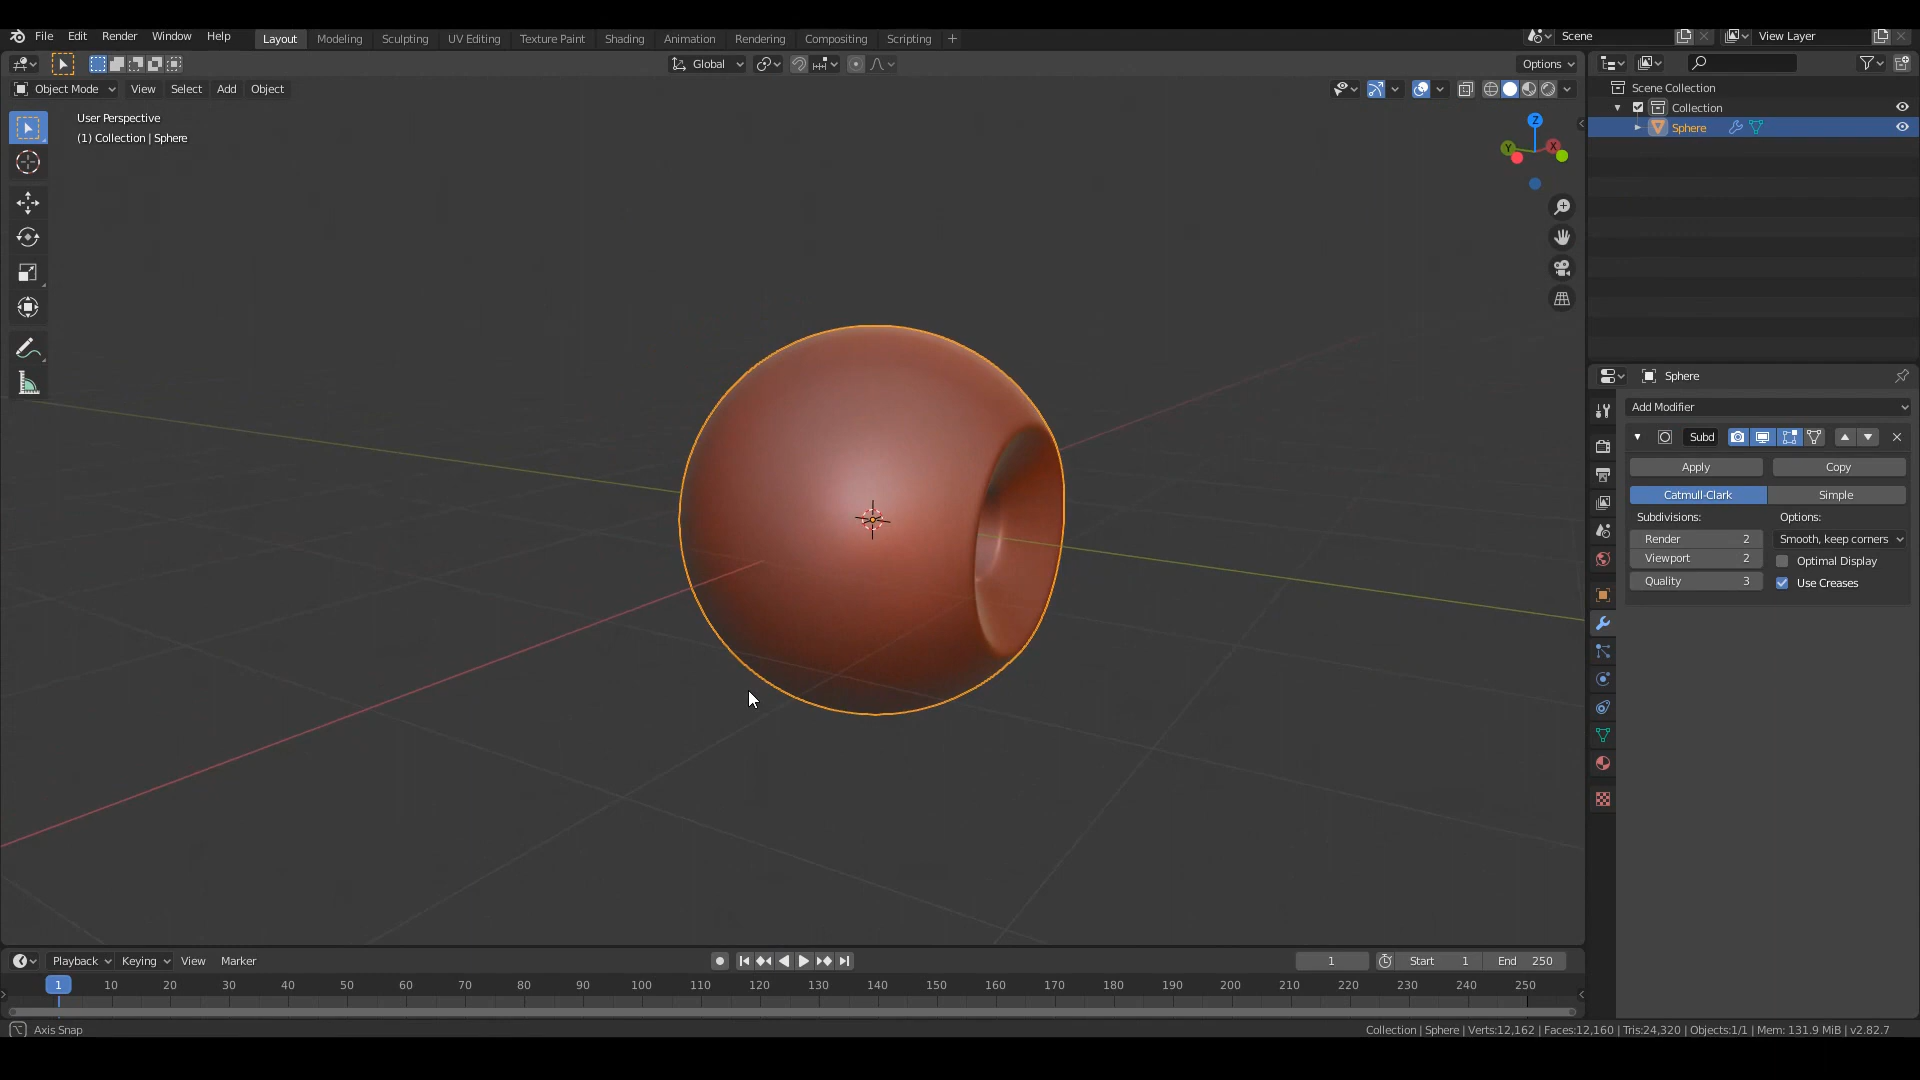 File Edit Render Window Help Layout Modeling Sculpting UV Editing Texture Paint Shading Animation Rendering Compositing Scripting + Scene View Layer
Global Options
Object Mode View Select Add Object
User Perspective
(1) Collection | Sphere
Z
Y X
Scene Collection
Collection
Sphere
Sphere
Add Modifier
Subd
Apply Copy
Catmull-Clark Simple
Subdivisions: Options:
Render 2 Smooth, keep corners
Viewport 2 Optimal Display
Quality 3 Use Creases
Playback Keying View Marker 1 Start 1 End 250
1 10 20 30 40 50 60 70 80 90 100 110 120 130 140 150 160 170 180 190 200 210 220 230 240 250
Axis Snap Collection | Sphere | Verts:12,162 | Faces:12,160 | Tris:24,320 | Objects:1/1 | Mem: 131.9 MiB | v2.82.7